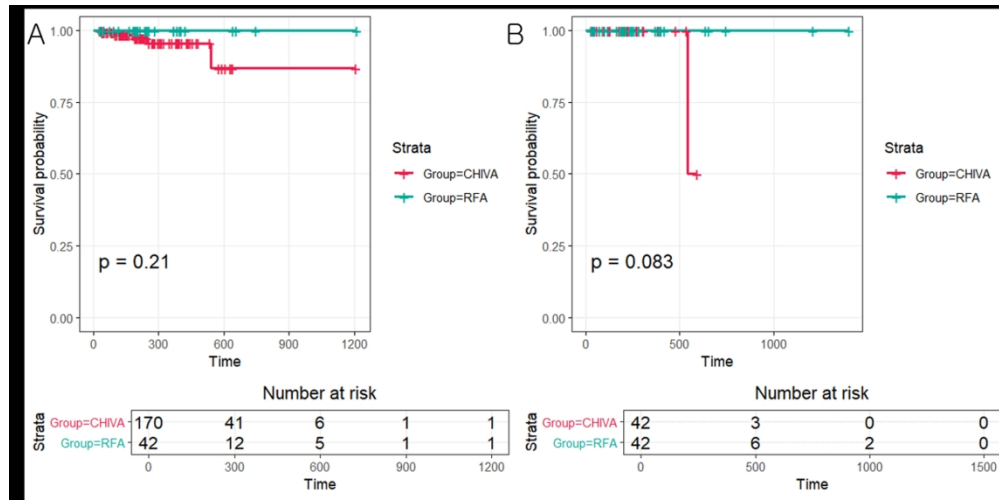 A
Survival probability
1.00
0.75
0.50
0.25
0.00
p = 0.21
0 300 600 900 1200
Time
Strata
Group=CHIVA
Group=RFA
Number at risk
Strata
Group=CHIVA 170 41 6 1 1
Group=RFA 42 12 5 1 1
0 300 600 900 1200
Time
B
Survival probability
1.00
0.75
0.50
0.25
0.00
p = 0.083
0 500 1000
Time
Strata
Group=CHIVA
Group=RFA
Number at risk
Strata
Group=CHIVA 42 3 0 0
Group=RFA 42 6 2 0
0 500 1000 1500
Time